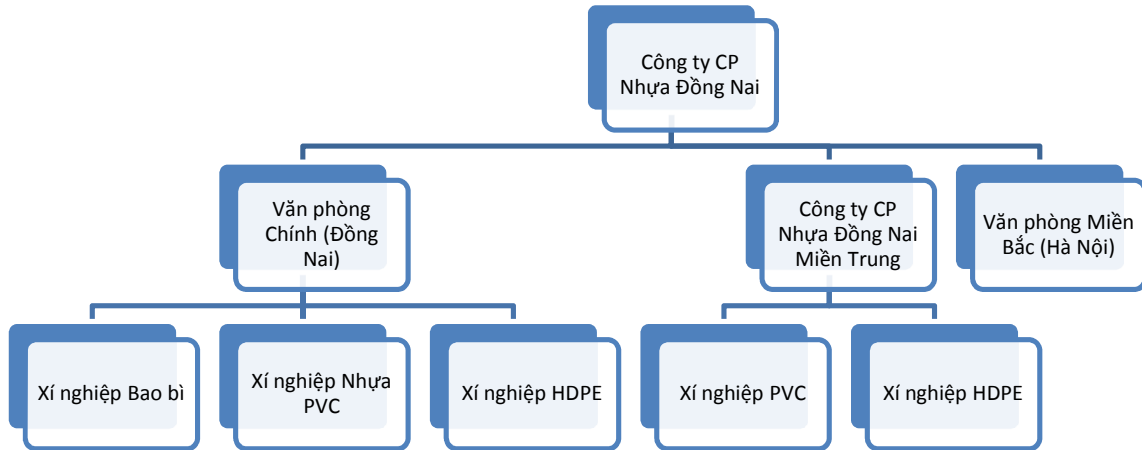 Công ty CP
Nhựa Đồng Nai
Văn phòng
Chính (Đồng
Nai)
Công ty CP
Nhựa Đồng Nai
Miền Trung
Văn phòng Miền
Bắc (Hà Nội)
Xí nghiệp Bao bì
Xí nghiệp Nhựa
PVC
Xí nghiệp HDPE
Xí nghiệp PVC
Xí nghiệp HDPE